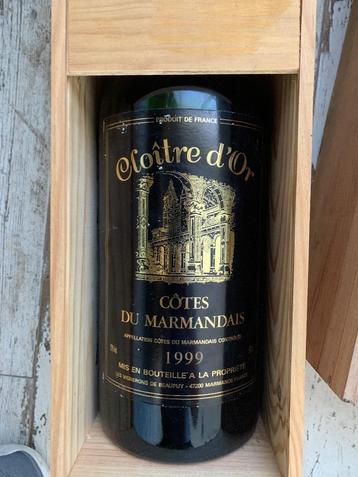 PRODUIT DE FRANCE
Cloître d'Or
CÔTES
DU MARMANDAIS
APPELLATION CÔTES DU MARMANDAIS CONTRÔLÉE
1999
MIS EN BOUTEILLE A LA PROPRIÉTÉ
LES VIGNERONS DE BEAUPUY - 47200 MARMANDE FRANCE